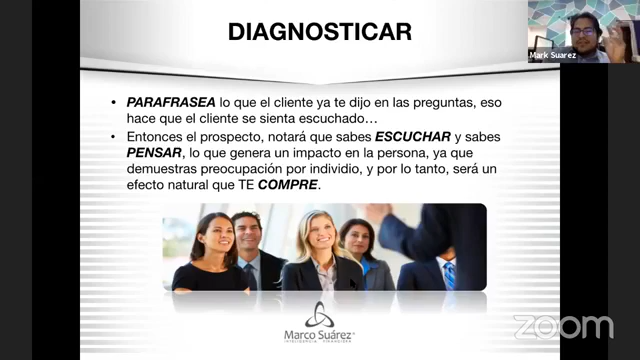 DIAGNOSTICAR
Mark Suarez
• PARAFRASEA lo que el cliente ya te dijo en las preguntas, eso
hace que el cliente se sienta escuchado…
• Entonces el prospecto, notará que sabes ESCUCHAR y sabes
PENSAR, lo que genera un impacto en la persona, ya que
demuestras preocupación por individio, y por lo tanto, será un
efecto natural que TE COMPRE.
Marco Suárez
INTELIGENCIA FINANCIERA
zoom